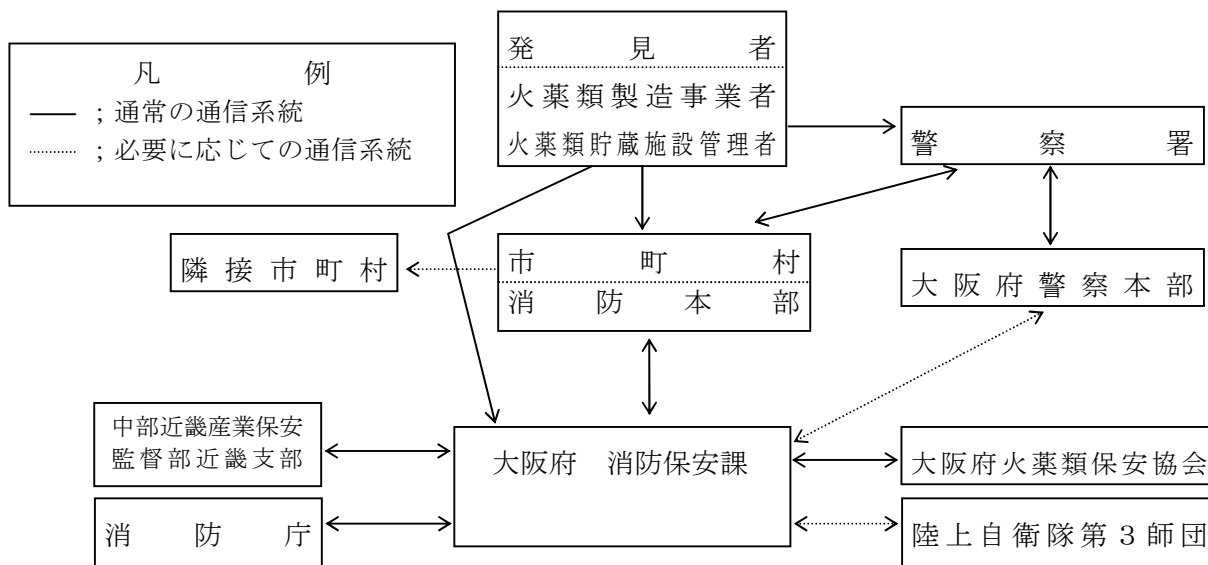 発見者
火薬類製造事業者
火薬類貯蔵施設管理者
凡例
；通常の通信系統
；必要に応じての通信系統
警察署
隣接市町村
市町村
消防本部
大阪府警察本部
中部近畿産業保安
監督部近畿支部
大阪府　消防保安課
大阪府火薬類保安協会
消防庁
陸上自衛隊第３師団